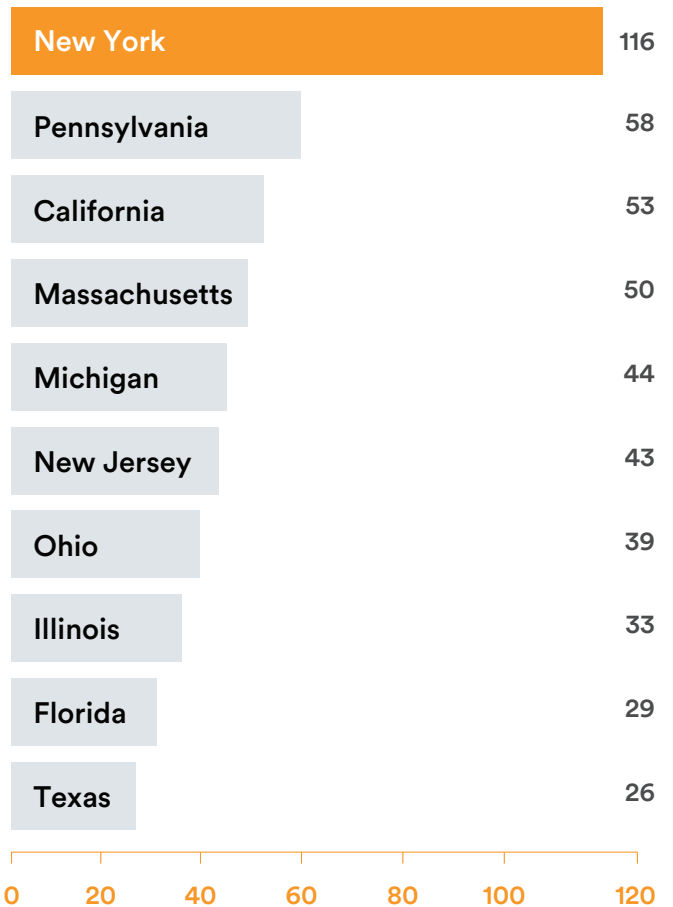 New York 116
Pennsylvania 58
California 53
Massachusetts 50
Michigan 44
New Jersey 43
Ohio 39
Illinois 33
Florida 29
Texas 26
0 20 40 60 80 100 120